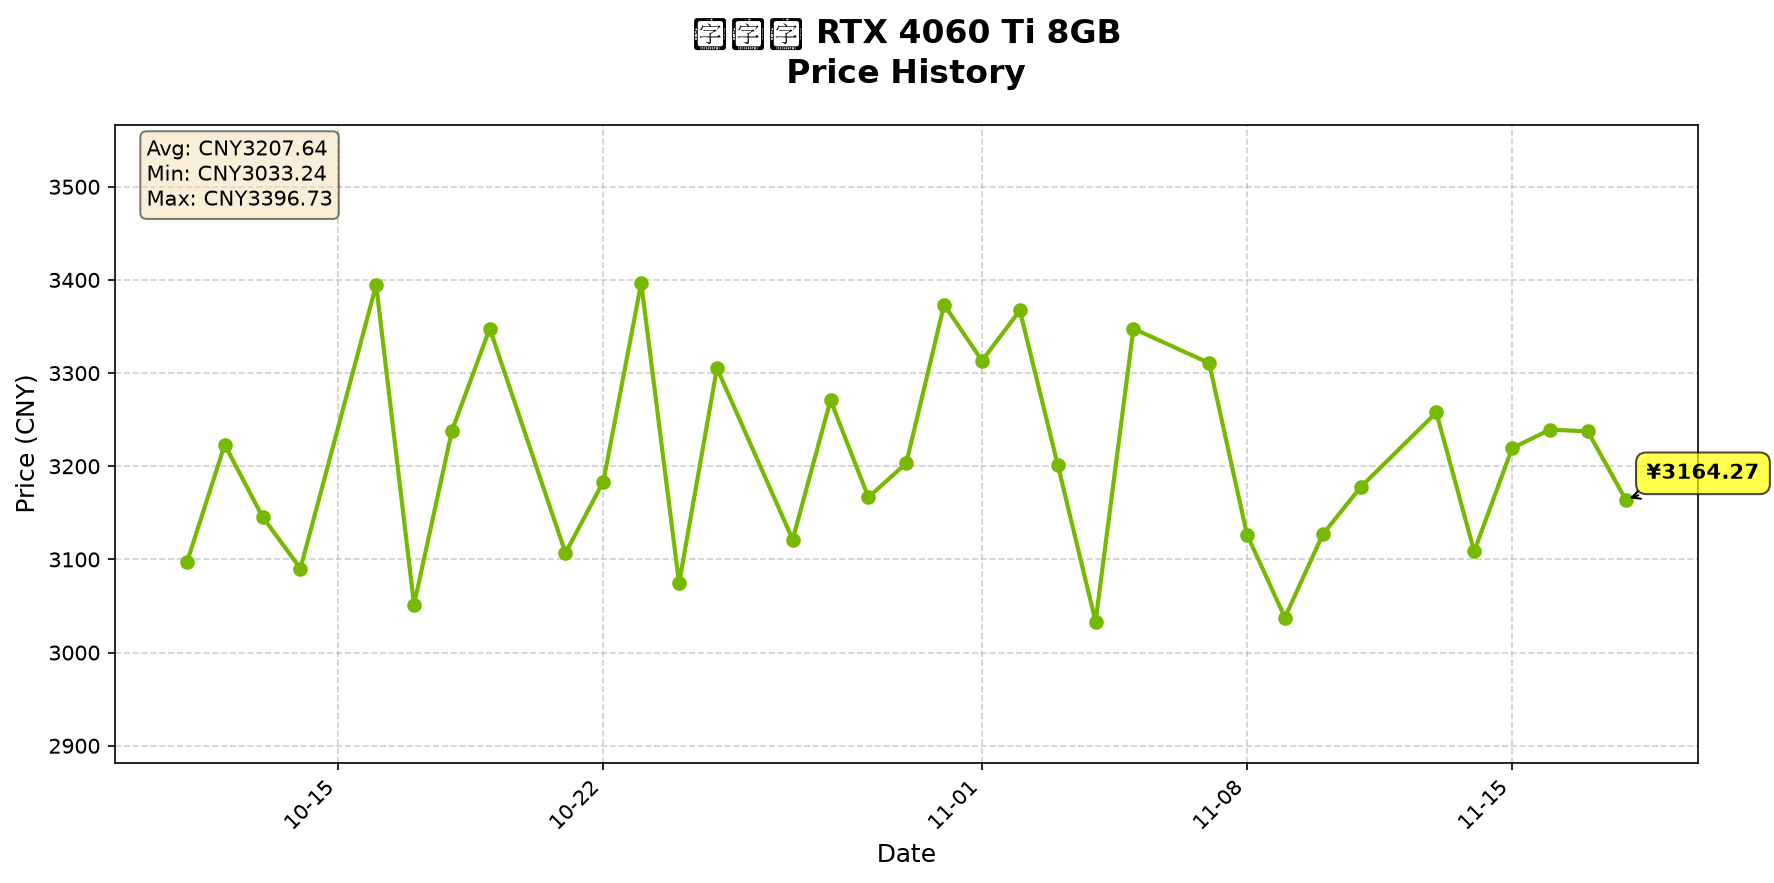 RTX 4060 Ti 8GB
Price History
Avg: CNY3207.64
Min: CNY3033.24
Max: CNY3396.73
Price (CNY)
3500
3400
3300
3200
3100
3000
2900
¥3164.27
10-15
10-22
11-01
11-08
11-15
Date